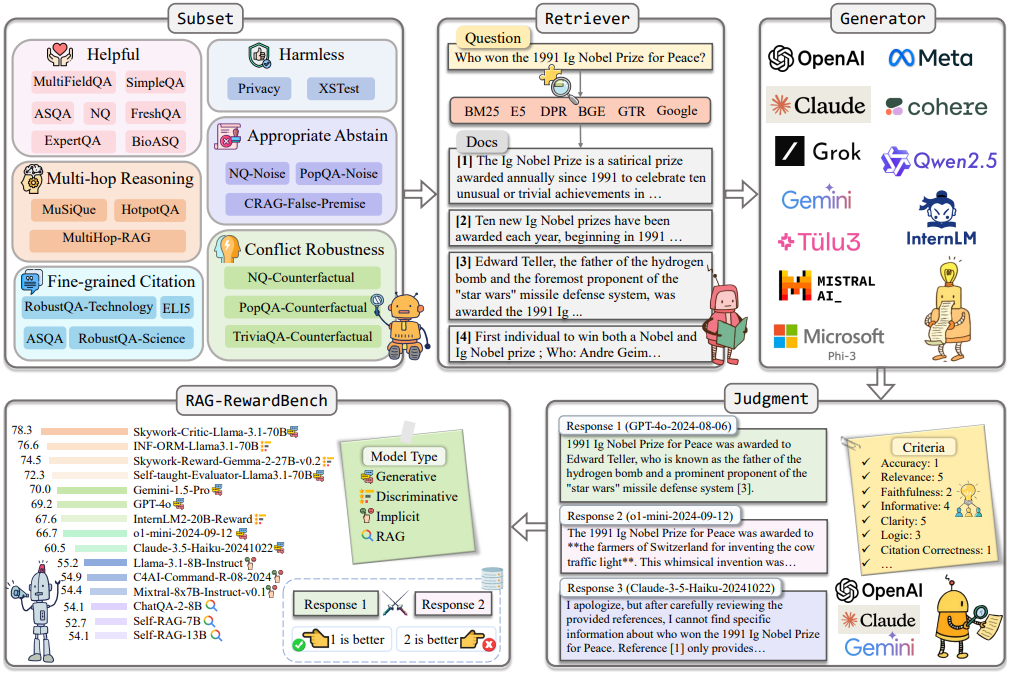 Subset
Helpful
MultiFieldQA
SimpleQA
ASQA
NQ
FreshQA
ExpertQA
BioASQ
Harmless
Privacy
XSTest
Appropriate Abstain
NQ-Noise
PopQA-Noise
CRAG-False-Premise
Multi-hop Reasoning
MuSiQue
HotpotQA
MultiHop-RAG
Conflict Robustness
NQ-Counterfactual
PopQA-Counterfactual
TriviaQA-Counterfactual
Fine-grained Citation
RobustQA-Technology
ELI5
ASQA
RobustQA-Science
Retriever
Question
Who won the 1991 Ig Nobel Prize for Peace?
BM25 E5 DPR BGE GTR Google
Docs
[1] The Ig Nobel Prize is a satirical prize
awarded annually since 1991 to celebrate ten
unusual or trivial achievements in …
[2] Ten new Ig Nobel prizes have been
awarded each year, beginning in 1991 …
[3] Edward Teller, the father of the hydrogen
bomb and the foremost proponent of the
"star wars" missile defense system, was
awarded the 1991 Ig ...
[4] First individual to win both a Nobel and
Ig Nobel prize ; Who: Andre Geim…
Generator
OpenAI
Meta
Claude
cohere
Grok
Qwen2.5
Gemini
InternLM
Tülu3
MISTRAL
AI_
Microsoft
Phi-3
Judgment
Response 1 (GPT-4o-2024-08-06)
1991 Ig Nobel Prize for Peace was awarded to
Edward Teller, who is known as the father of the
hydrogen bomb and a prominent proponent of the
"star wars" missile defense system [3].
Response 2 (o1-mini-2024-09-12)
The 1991 Ig Nobel Prize for Peace was awarded to
**the farmers of Switzerland for inventing the cow
traffic light**. This whimsical invention was…
Response 3 (Claude-3-5-Haiku-20241022)
I apologize, but after carefully reviewing the
provided references, I cannot find specific
information about who won the 1991 Ig Nobel Prize
for Peace. Reference [1] only provides…
Criteria
✓ Accuracy: 1
✓ Relevance: 5
✓ Faithfulness: 2
✓ Informative: 4
✓ Clarity: 5
✓ Logic: 3
✓ Citation Correctness: 1
✓ …
OpenAI
Claude
Gemini
RAG-RewardBench
78.3 Skywork-Critic-Llama-3.1-70B
76.6 INF-ORM-Llama3.1-70B
74.5 Skywork-Reward-Gemma-2-27B-v0.2
72.3 Self-taught-Evaluator-Llama3.1-70B
70.0 Gemini-1.5-Pro
69.2 GPT-4o
67.6 InternLM2-20B-Reward
66.7 o1-mini-2024-09-12
60.5 Claude-3.5-Haiku-20241022
55.2 Llama-3.1-8B-Instruct
54.9 C4AI-Command-R-08-2024
54.4 Mixtral-8x7B-Instruct-v0.1
54.1 ChatQA-2-8B
52.7 Self-RAG-7B
54.1 Self-RAG-13B
Model Type
Generative
Discriminative
Implicit
RAG
Response 1
Response 2
1 is better
2 is better